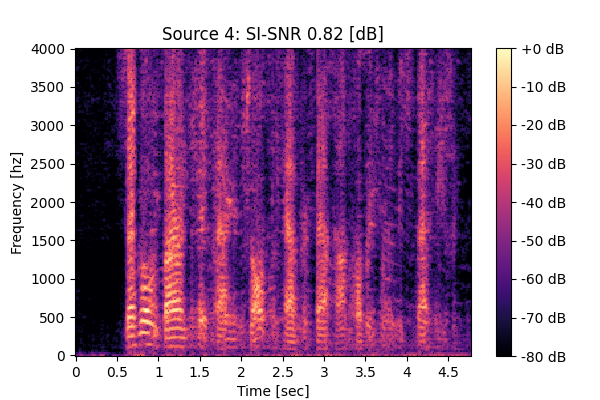 Source 4: SI-SNR 0.82 [dB]
4000
3500
3000
2500
2000
1500
1000
500
0
Frequency [hz]
0 0.5 1 1.5 2 2.5 3 3.5 4 4.5
Time [sec]
+0 dB
-10 dB
-20 dB
-30 dB
-40 dB
-50 dB
-60 dB
-70 dB
-80 dB